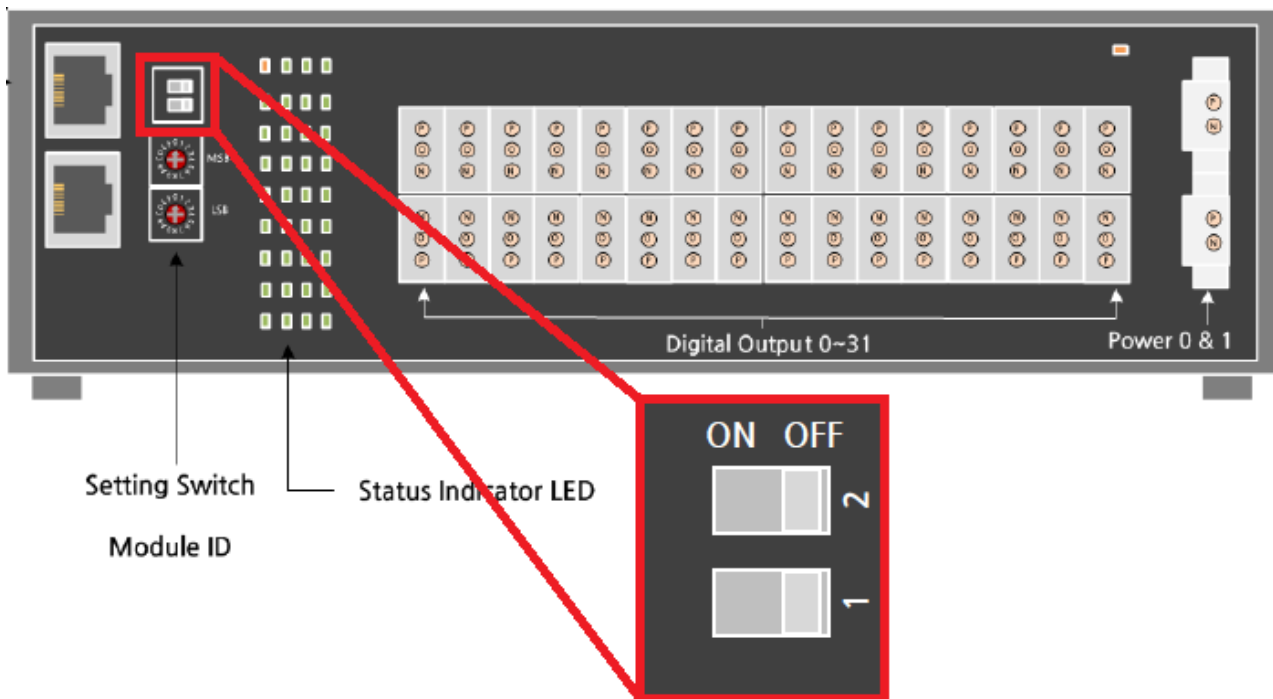 MSB
LSB
P P P P P P P P P P P P P P P P
O O O O O O O O O O O O O O O O
N N N N N N N N N N N N N N N N
N N N N N N N N N N N N N N N N
O O O O O O O O O O O O O O O O
P P P P P P P P P P P P P P P P
P
N
P
N
Digital Output 0~31
Power 0 & 1
Setting Switch
Module ID
Status Indicator LED
ON OFF
2
1